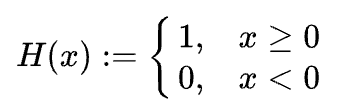 H(x) := { 1, x ≥ 0
0, x < 0